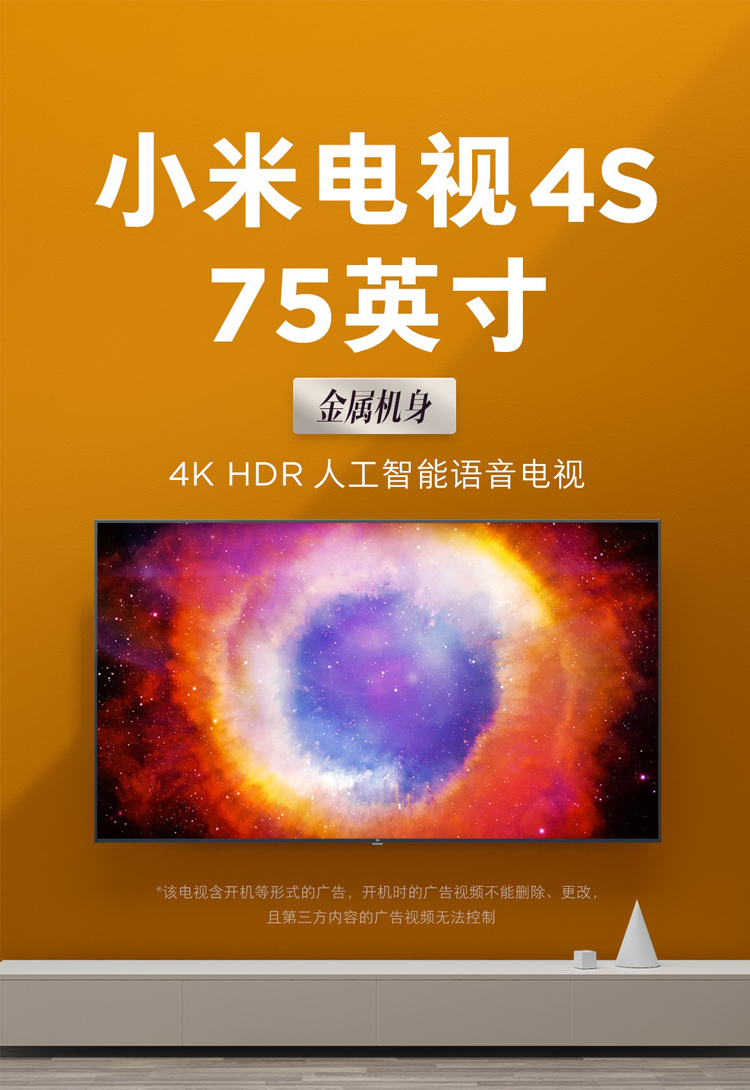 小米电视4S
75英寸
金属机身
4K HDR 人工智能语音电视
*该电视含开机等形式的广告，开机时的广告视频不能删除、更改，
且第三方内容的广告视频无法控制